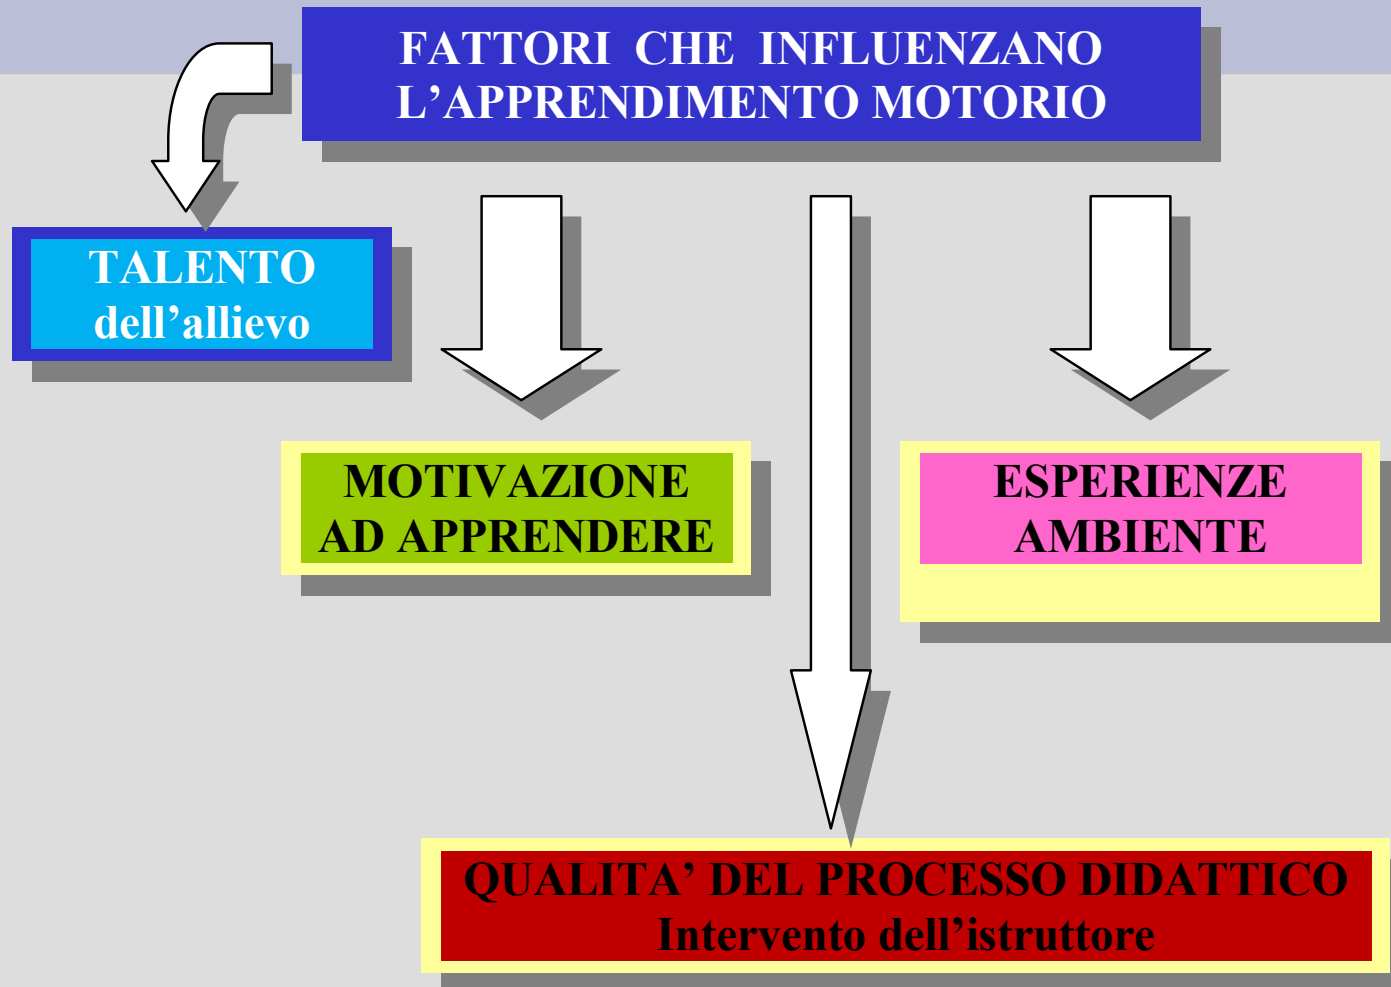 FATTORI CHE INFLUENZANO
L’APPRENDIMENTO MOTORIO
TALENTO
dell’allievo
MOTIVAZIONE
AD APPRENDERE
ESPERIENZE
AMBIENTE
QUALITA’ DEL PROCESSO DIDATTICO
Intervento dell’istruttore